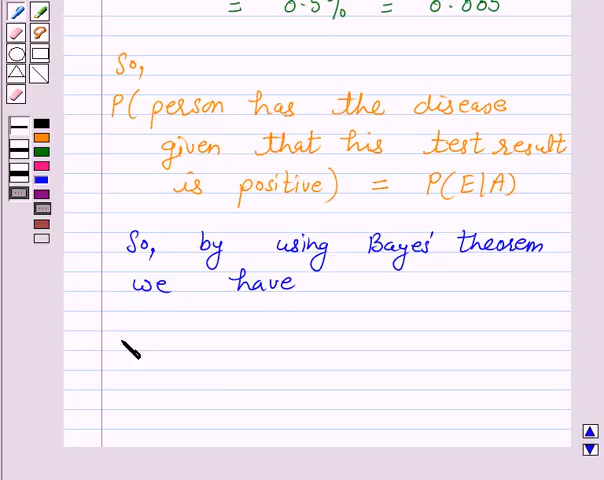 = 0.5% = 0.005
So,
P( person has the disease
given that his test result
is positive) = P(E|A)
So, by using Bayes' theorem
we have